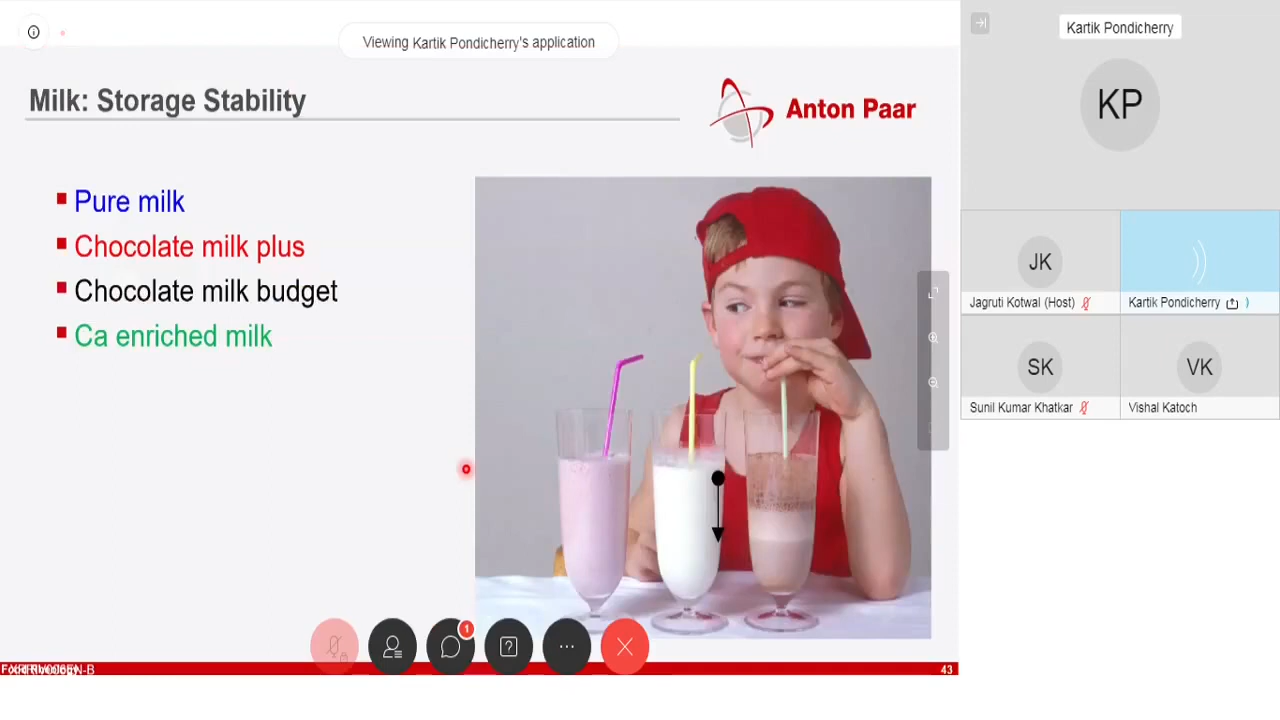 Viewing Kartik Pondicherry's application
Kartik Pondicherry
KP
Milk: Storage Stability
Anton Paar
Pure milk
Chocolate milk plus
Chocolate milk budget
Ca enriched milk
JK
Jagruti Kotwal (Host)
Kartik Pondicherry
SK
Sunil Kumar Khatkar
VK
Vishal Katoch
1
?
43